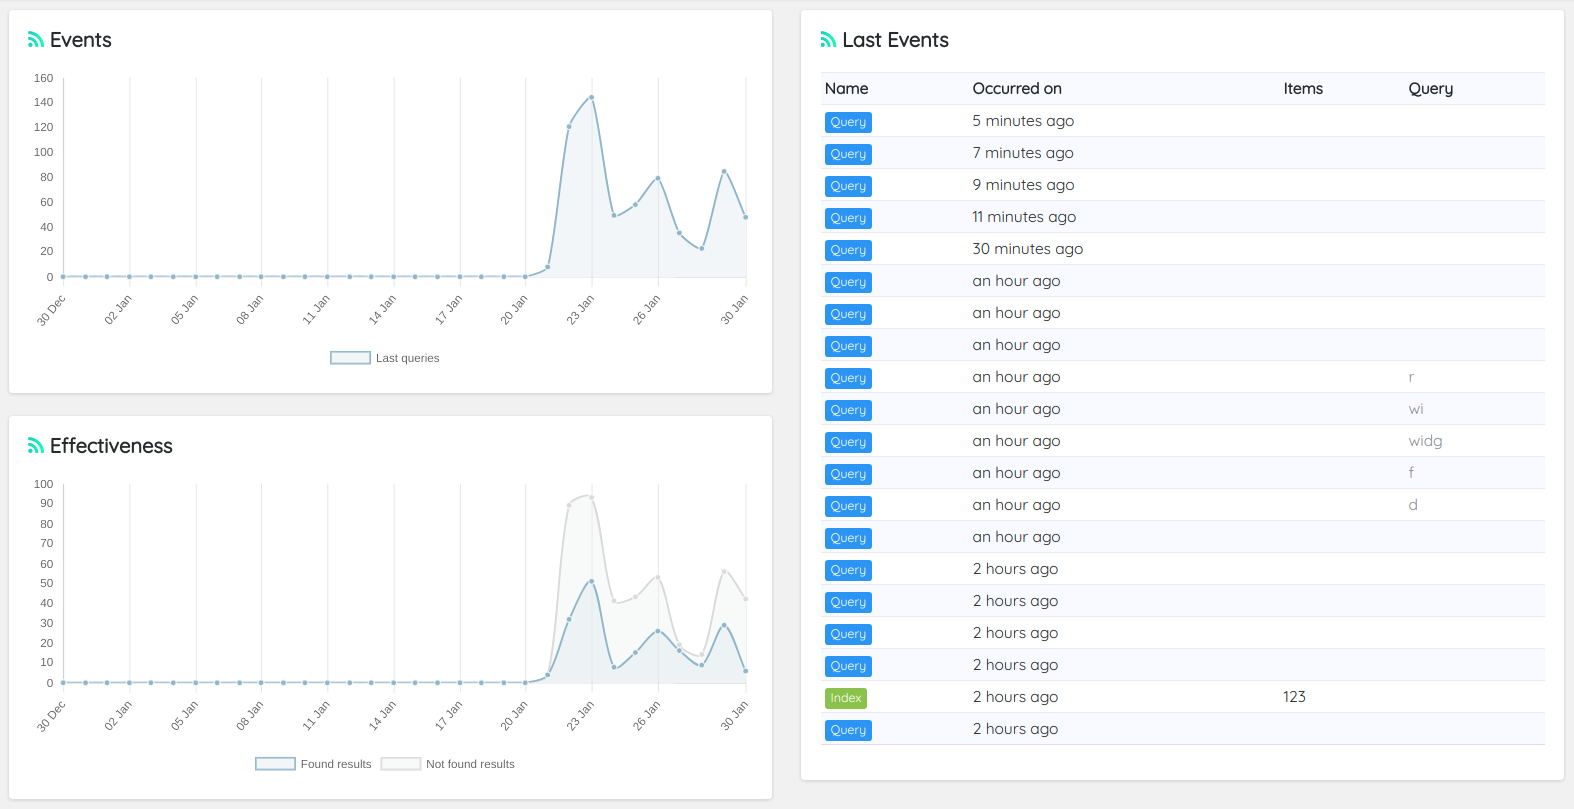 Events
160
140
120
100
80
60
40
20
0
30 Dec 02 Jan 05 Jan 08 Jan 11 Jan 14 Jan 17 Jan 20 Jan 23 Jan 26 Jan 30 Jan
Last queries
Effectiveness
100
90
80
70
60
50
40
30
20
10
0
30 Dec 02 Jan 05 Jan 08 Jan 11 Jan 14 Jan 17 Jan 20 Jan 23 Jan 26 Jan 30 Jan
Found results Not found results
Last Events
Name Occurred on Items Query
Query 5 minutes ago
Query 7 minutes ago
Query 9 minutes ago
Query 11 minutes ago
Query 30 minutes ago
Query an hour ago
Query an hour ago
Query an hour ago
Query an hour ago r
Query an hour ago wi
Query an hour ago widg
Query an hour ago f
Query an hour ago d
Query an hour ago
Query 2 hours ago
Query 2 hours ago
Query 2 hours ago
Query 2 hours ago
Index 2 hours ago 123
Query 2 hours ago